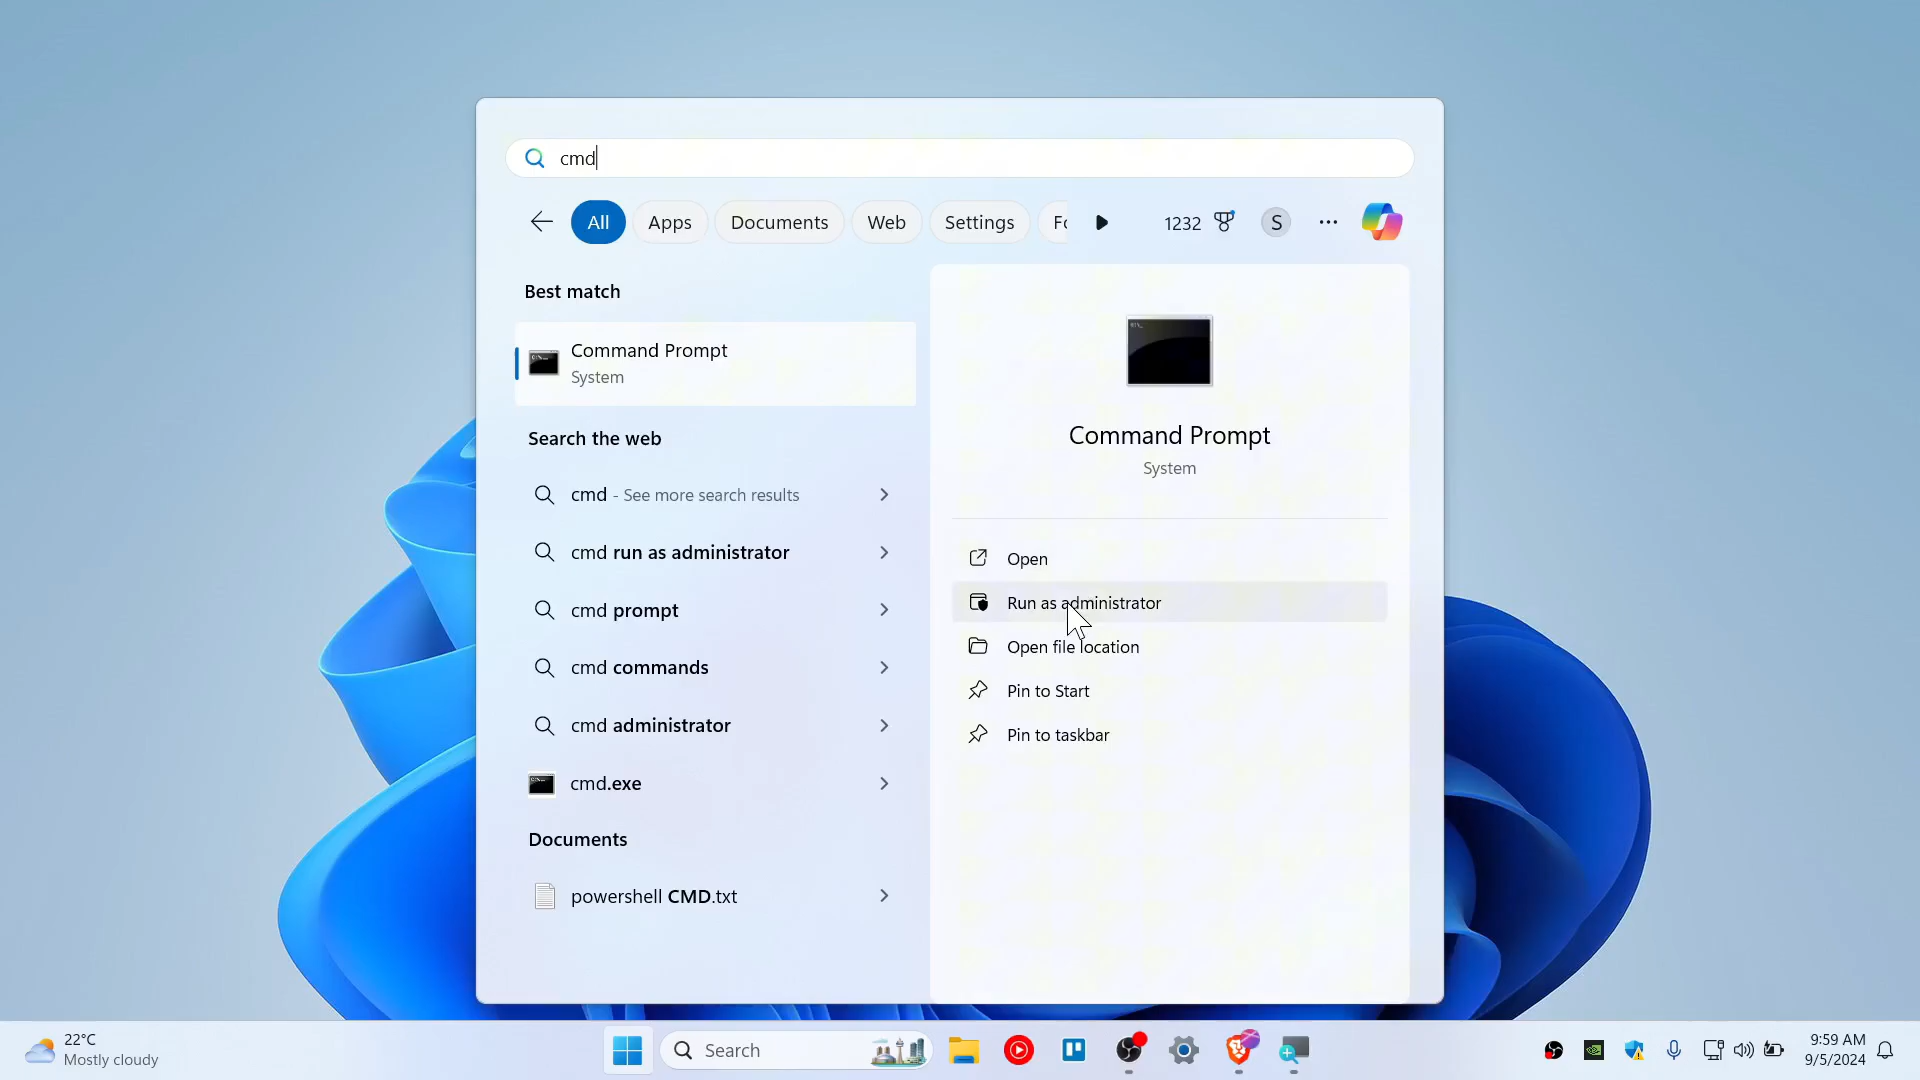 cmd
All
Apps
Documents
Web
Settings
1232
S
Best match
Command Prompt
System
Search the web
cmd - See more search results
cmd run as administrator
cmd prompt
cmd commands
cmd administrator
cmd.exe
Documents
powershell CMD.txt
Command Prompt
System
Open
Run as administrator
Open file location
Pin to Start
Pin to taskbar
22°C
Mostly cloudy
Search
9:59 AM
9/5/2024